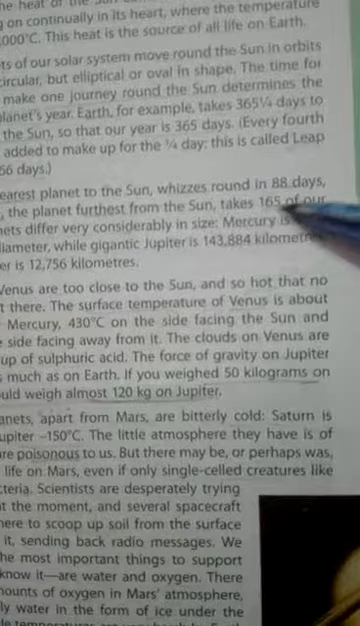 he heat of the Sun
g on continually in its heart, where the temperature
000°C. This heat is the source of all life on Earth.
ts of our solar system move round the Sun in orbits
ircular, but elliptical or oval in shape. The time for
make one journey round the Sun determines the
lanet's year. Earth, for example, takes 365¼ days to
the Sun, so that our year is 365 days. (Every fourth
added to make up for the ¼ day; this is called Leap
66 days.)
earest planet to the Sun, whizzes round in 88 days,
, the planet furthest from the Sun, takes 165 of our
nets differ very considerably in size: Mercury is
diameter, while gigantic Jupiter is 143,884 kilometres
er is 12,756 kilometres.
Venus are too close to the Sun, and so hot that no
t there. The surface temperature of Venus is about
Mercury, 430°C on the side facing the Sun and
side facing away from it. The clouds on Venus are
up of sulphuric acid. The force of gravity on Jupiter
s much as on Earth. If you weighed 50 kilograms on
uld weigh almost 120 kg on Jupiter.
anets, apart from Mars, are bitterly cold: Saturn is
upiter –150°C. The little atmosphere they have is of
re poisonous to us. But there may be, or perhaps was,
life on Mars, even if only single-celled creatures like
cteria. Scientists are desperately trying
at the moment, and several spacecraft
here to scoop up soil from the surface
it, sending back radio messages. We
he most important things to support
know it—are water and oxygen. There
mounts of oxygen in Mars' atmosphere,
ly water in the form of ice under the